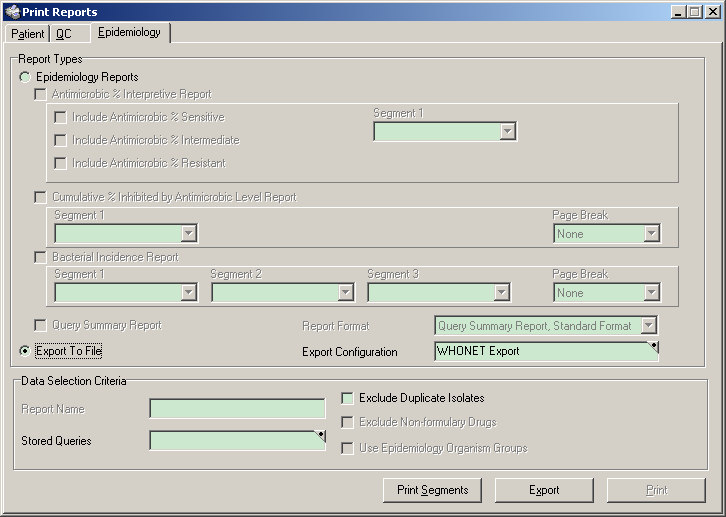 Print Reports
Patient QC Epidemiology
Report Types
Epidemiology Reports
Antimicrobic % Interpretive Report
Include Antimicrobic % Sensitive
Segment 1
Include Antimicrobic % Intermediate
Include Antimicrobic % Resistant
Cumulative % Inhibited by Antimicrobic Level Report
Segment 1 Page Break
None
Bacterial Incidence Report
Segment 1 Segment 2 Segment 3 Page Break
None
Query Summary Report Report Format Query Summary Report, Standard Format
Export To File Export Configuration WHONET Export
Data Selection Criteria
Report Name
Exclude Duplicate Isolates
Exclude Non-formulary Drugs
Stored Queries
Use Epidemiology Organism Groups
Print Segments Export Print